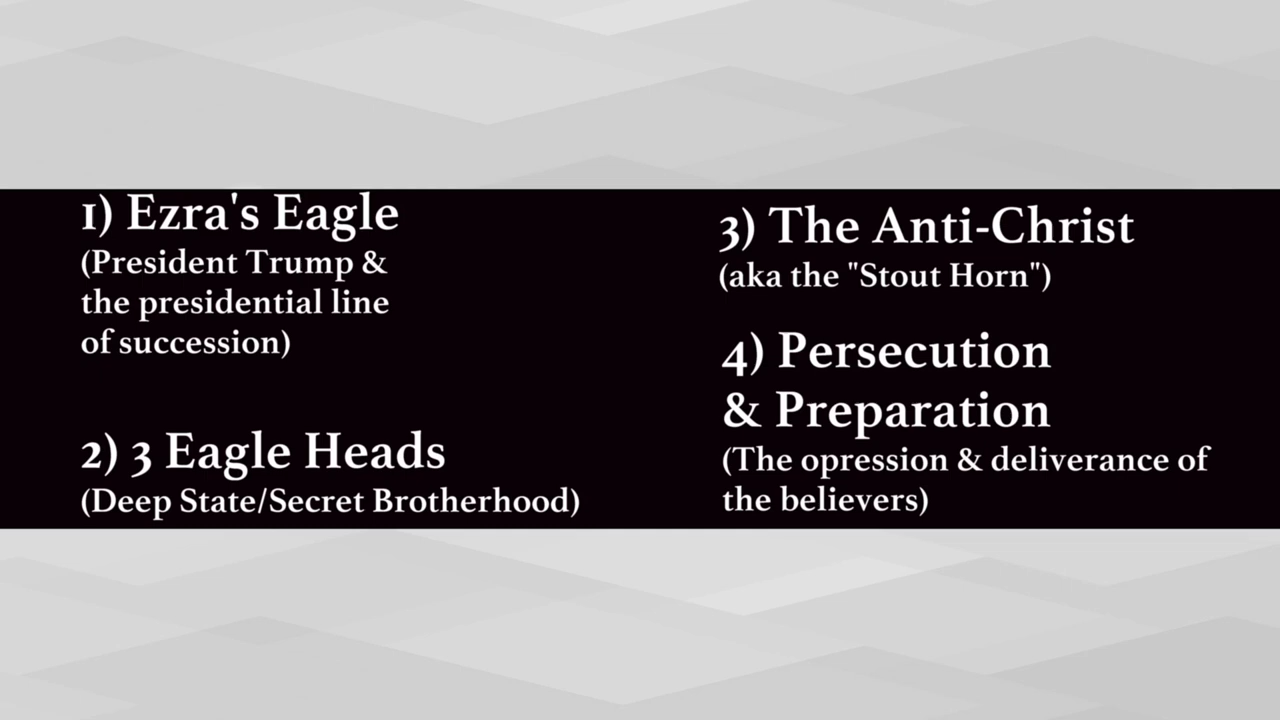 1) Ezra's Eagle
(President Trump &
the presidential line
of succession)
2) 3 Eagle Heads
(Deep State/Secret Brotherhood)
3) The Anti-Christ
(aka the "Stout Horn")
4) Persecution
& Preparation
(The opression & deliverance of
the believers)